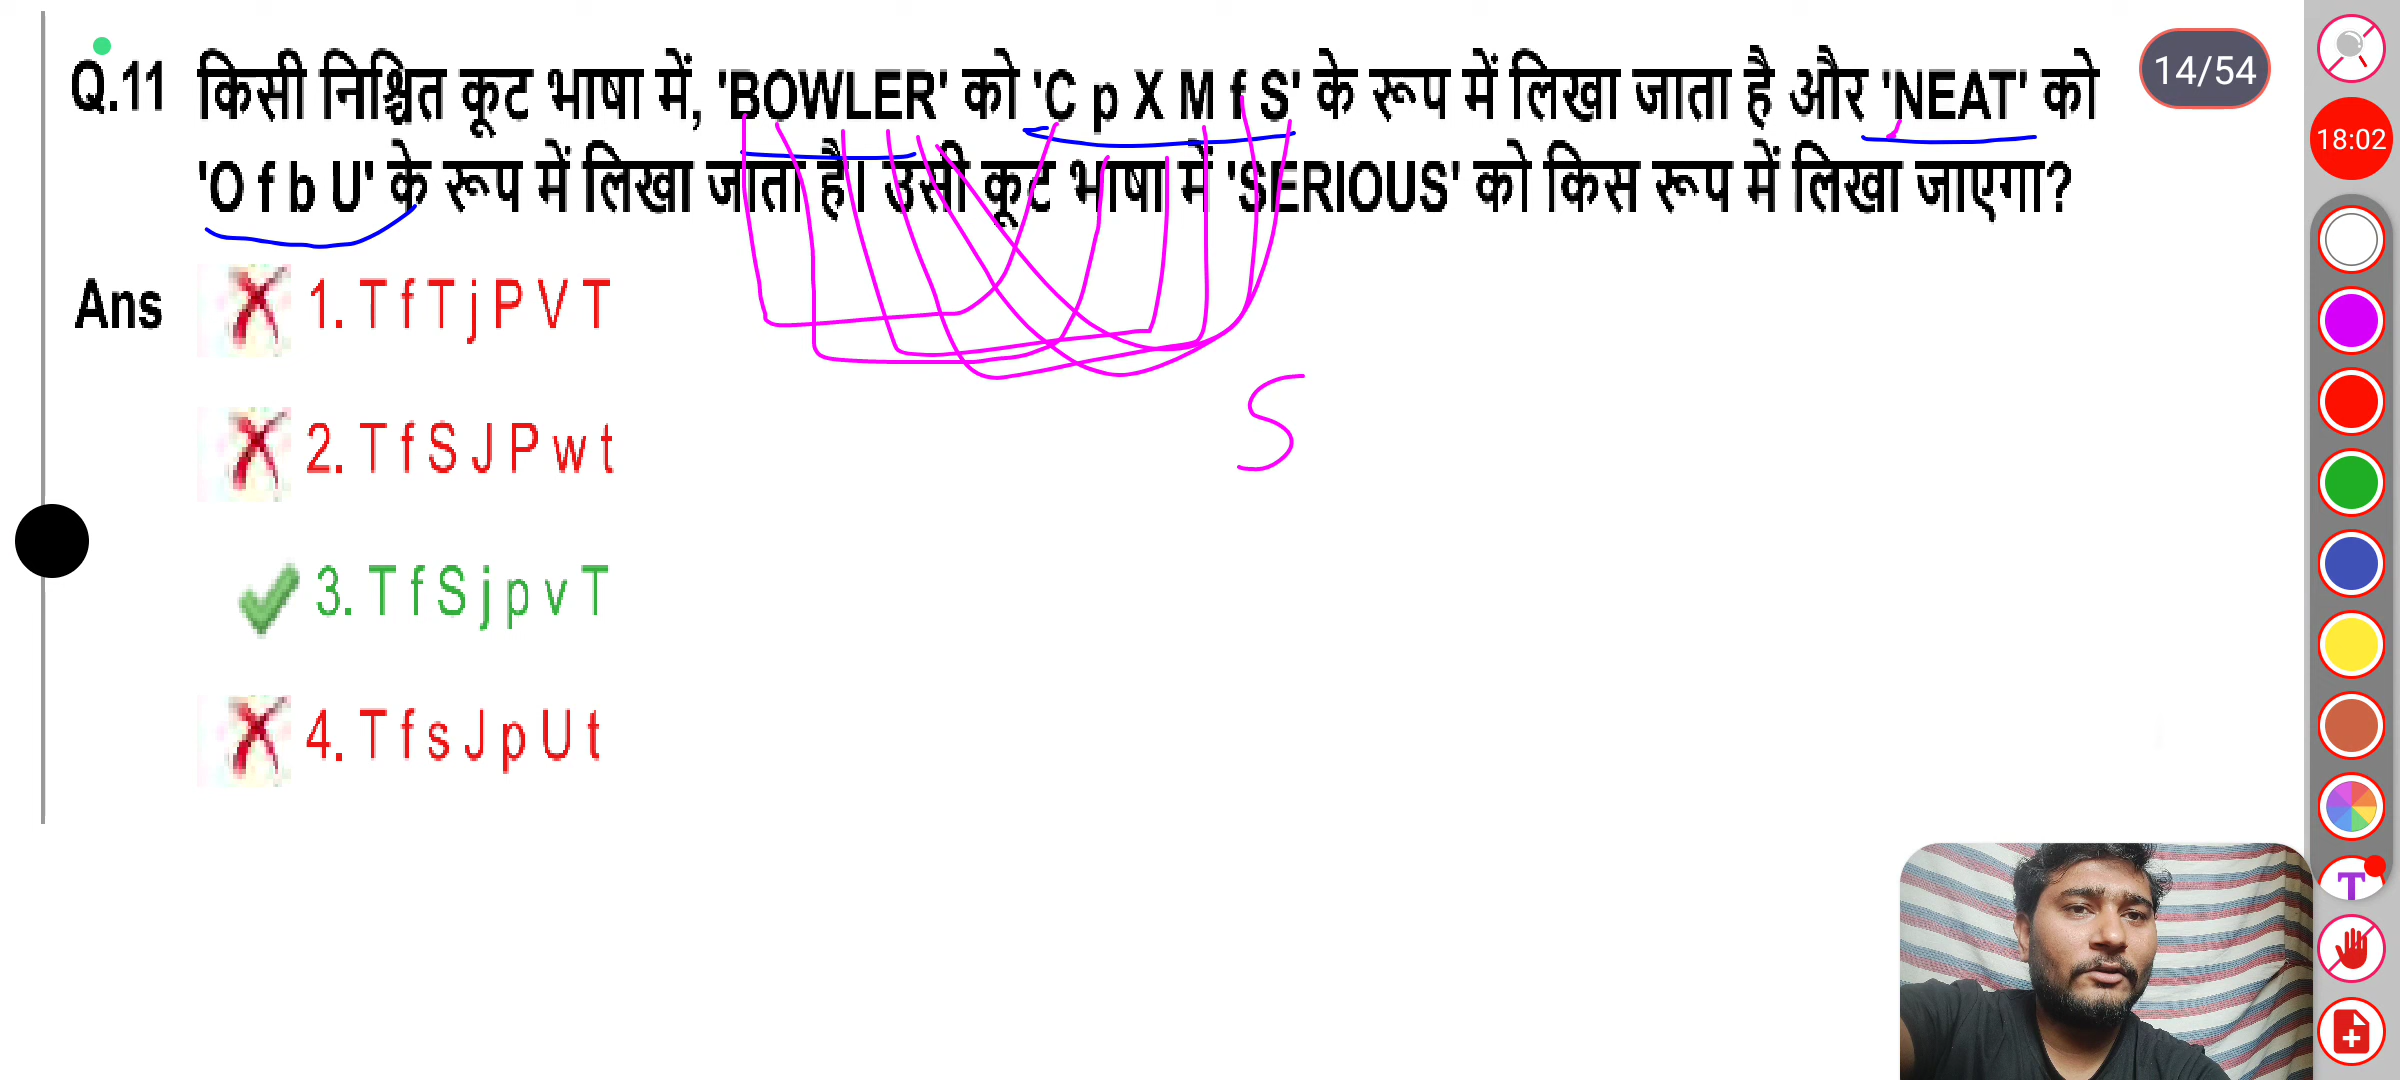 Q.11 किसी निश्चित कूट भाषा में, 'BOWLER' को 'C p X M f S' के रूप में लिखा जाता है और 'NEAT' को
'O f b U' के रूप में लिखा जाता है। उसी कूट भाषा में 'SERIOUS' को किस रूप में लिखा जाएगा?
Ans 1. T f T j P V T
2. T f S J P w t
3. T f S j p v T
4. T f s J p U t
S
14/54
18:02
T